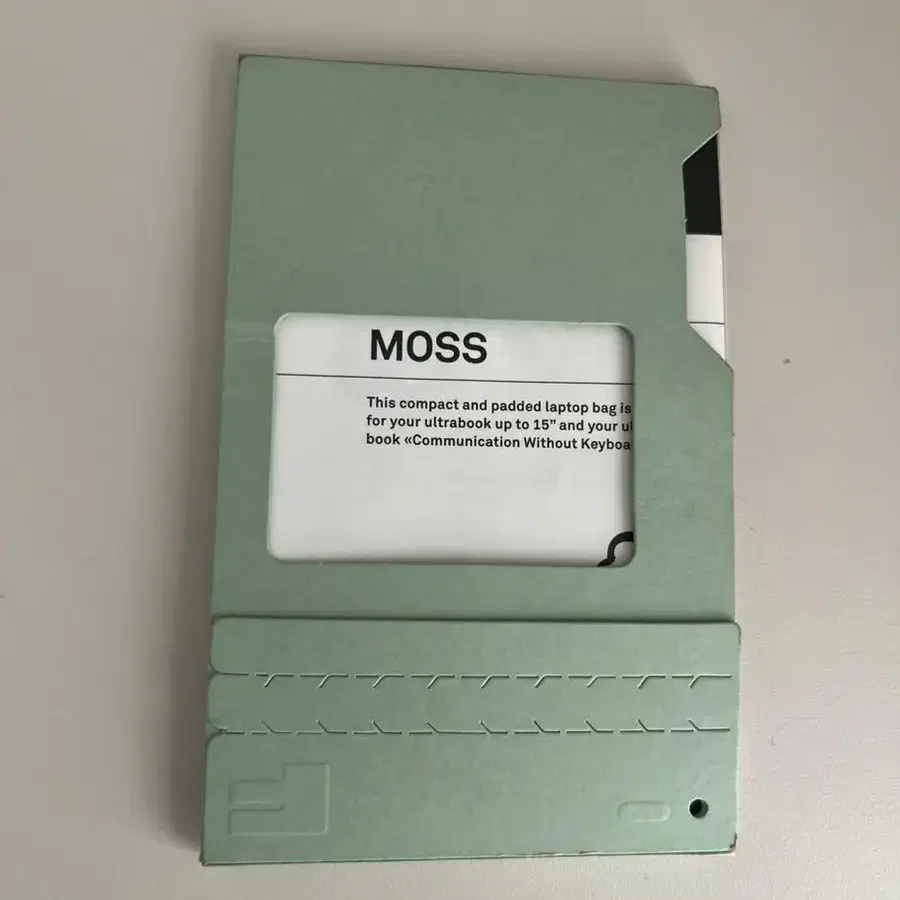 MOSS
This compact and padded laptop bag is
for your ultrabook up to 15” and your
book «Communication Without